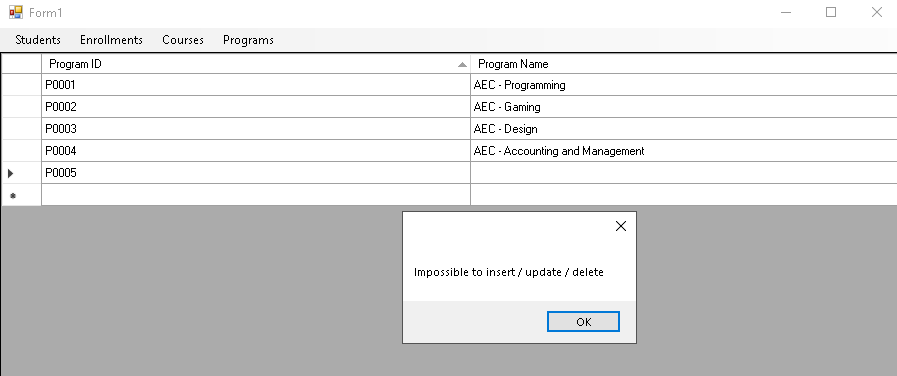 Form1
Students Enrollments Courses Programs
Program ID Program Name
P0001 AEC - Programming
P0002 AEC - Gaming
P0003 AEC - Design
P0004 AEC - Accounting and Management
P0005
Impossible to insert / update / delete
OK